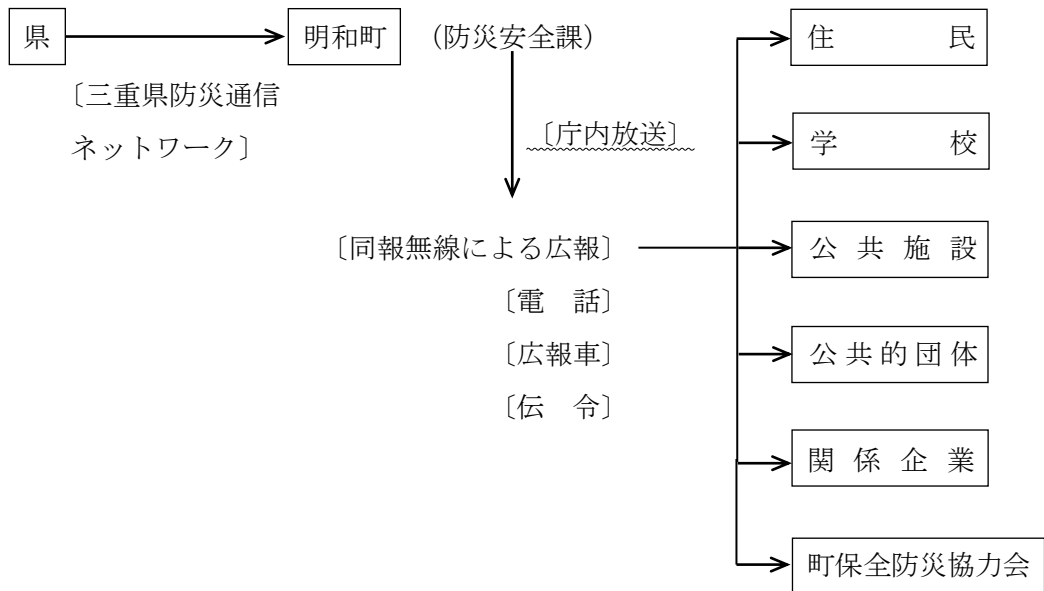 県
明和町
（防災安全課）
〔三重県防災通信
ネットワーク〕
〔庁内放送〕
〔同報無線による広報〕
〔電　話〕
〔広報車〕
〔伝　令〕
住　　　民
学　　　校
公 共 施 設
公共的団体
関 係 企 業
町保全防災協力会